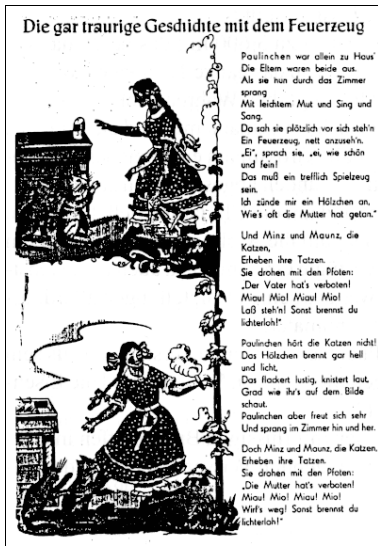 Die gar traurige Geschichte mit dem Feuerzeug
Paulinchen war allein zu Haus'
Die Eltern waren beide aus.
Als sie nun durch das Zimmer
sprang
Mit leichtem Mut und Sing und
Sang.
Da sah sie plötzlich vor sich steh'n
Ein Feuerzeug, nett anzuseh'n.
„Ei", sprach sie, „ei, wie schön
und fein!
Das muß ein trefflich Spielzeug
sein.
Ich zünde mir ein Hölzchen an,
Wie's oft die Mutter hat getan."
Und Minz und Maunz, die
Katzen,
Erheben ihre Tatzen.
Sie drohen mit den Pfoten:
„Der Vater hat's verboten!
Miau! Mio! Miau! Mio!
Laß steh'n! Sonst brennst du
lichterloh!"
Paulinchen hört die Katzen nicht!
Das Hölzchen brennt gar hell
und licht,
Das flackert lustig, knistert laut,
Grad wie ihr's auf dem Bilde
schaut.
Paulinchen aber freut sich sehr
Und sprang im Zimmer hin und her.
Doch Minz und Maunz, die Katzen,
Erheben ihre Tatzen.
Sie drohen mit den Pfoten:
„Die Mutter hat's verboten!
Miau! Mio! Miau! Mio!
Wirf's weg! Sonst brennst du
lichterloh!"